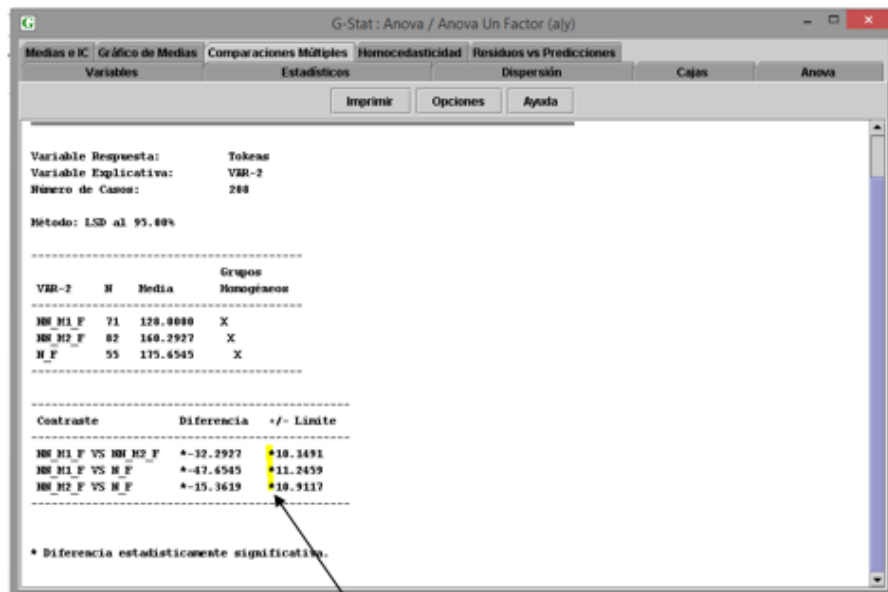 G-Stat : Anova / Anova Un Factor (a|y)
Medias e IC Gráfico de Medias Comparaciones Múltiples Homocedasticidad Residuos vs Predicciones
Variables Estadísticos Dispersión Cajas Anova
Imprimir Opciones Ayuda
Variable Respuesta: Tokens
Variable Explicativa: VAR-2
Número de Casos: 208
Método: LSD al 95.00%
Grupos
VAR-2 N Media Homogéneos
NN_M1_F 71 128.0000 X
NN_M2_F 82 160.2927 X
N_F 55 175.6545 X
Contraste Diferencia +/- Límite
NN_M1_F VS NN_M2_F *-32.2927 *10.1491
NN_M1_F VS N_F *-47.6545 *11.2459
NN_M2_F VS N_F *-15.3619 *10.9117
* Diferencia estadísticamente significativa.